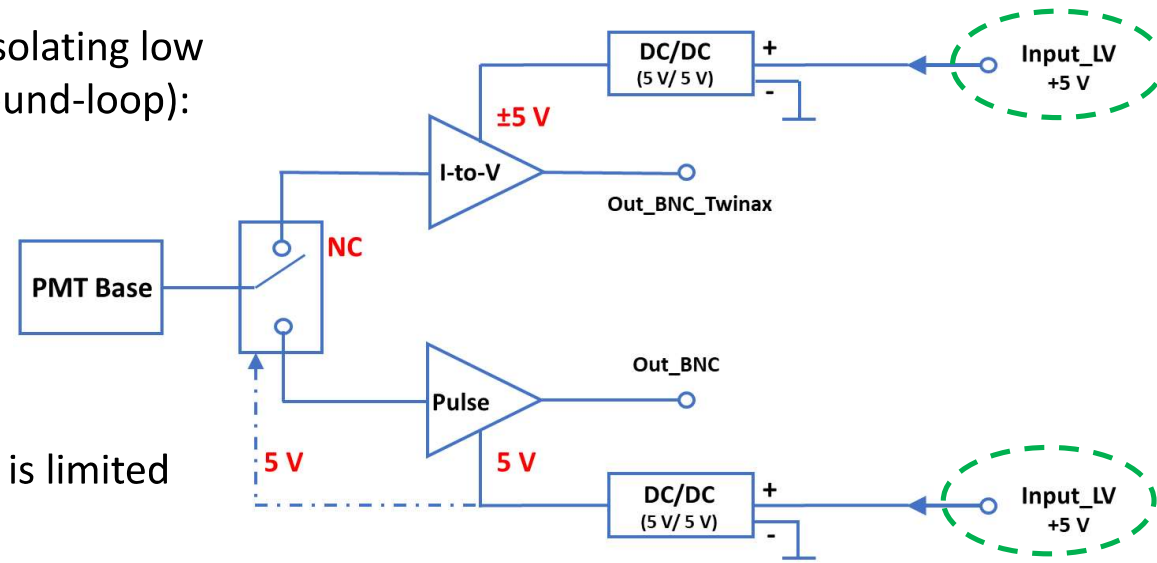 solating low
und-loop):
DC/DC
(5 V/ 5 V)
+
-
Input_LV
+5 V
±5 V
I-to-V
Out_BNC_Twinax
NC
PMT Base
Out_BNC
Pulse
is limited
5 V
5 V
DC/DC
(5 V/ 5 V)
+
-
Input_LV
+5 V